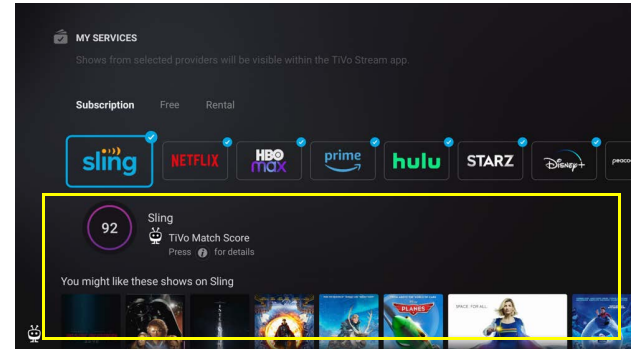 MY SERVICES
Shows from selected providers will be visible within the TiVo Stream app.
Subscription Free Rental
sling NETFLIX HBO max prime hulu STARZ Disney+ peaco
92
Sling
TiVo Match Score
Press i for details
You might like these shows on Sling
PLANES
SPACE FOR ALL